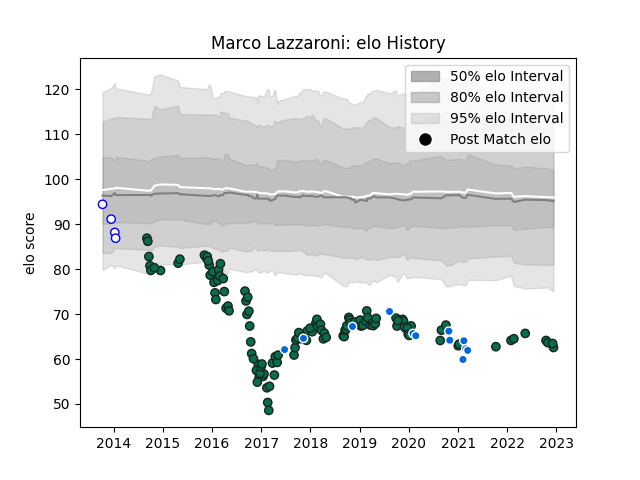 Marco Lazzaroni: elo History
50% elo Interval
80% elo Interval
95% elo Interval
Post Match elo
elo score
120
110
100
90
80
70
60
50
2014 2015 2016 2017 2018 2019 2020 2021 2022 2023